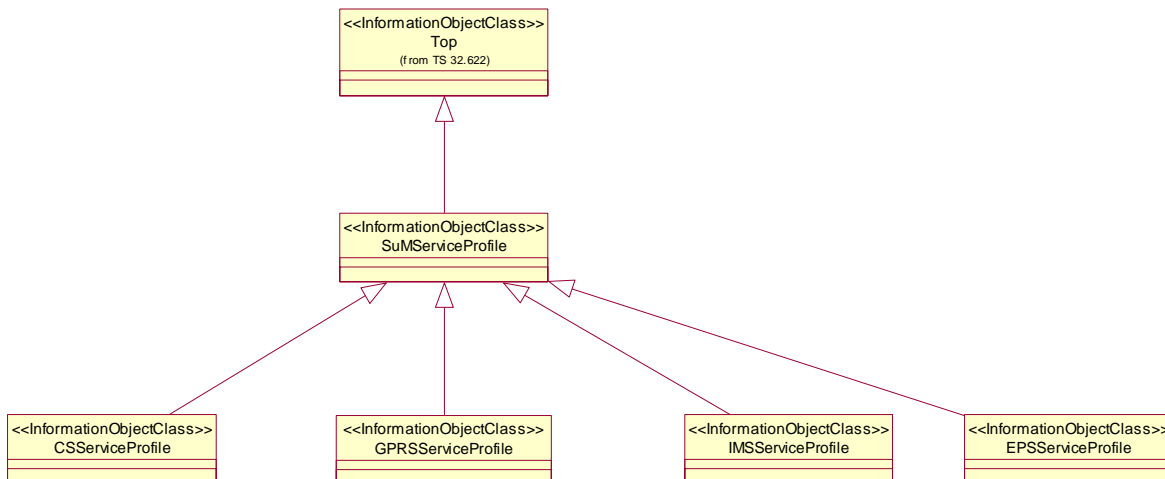 <<InformationObjectClass>>
Top
(from TS 32.622)
<<InformationObjectClass>>
SuMServiceProfile
<<InformationObjectClass>>
CSServiceProfile
<<InformationObjectClass>>
GPRSServiceProfile
<<InformationObjectClass>>
IMSServiceProfile
<<InformationObjectClass>>
EPSServiceProfile